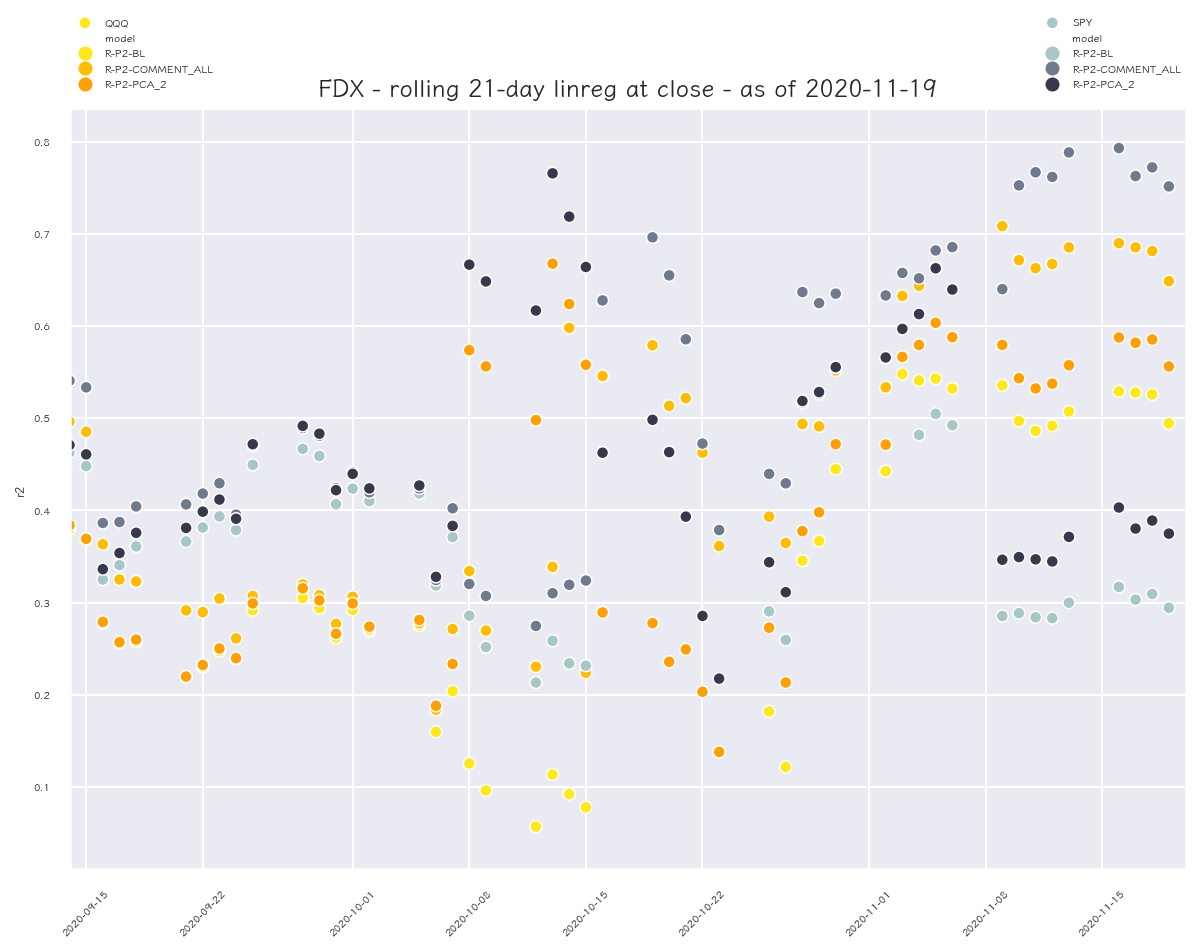 QQQ
model
R-P2-BL
R-P2-COMMENT_ALL
R-P2-PCA_2
SPY
model
R-P2-BL
R-P2-COMMENT_ALL
R-P2-PCA_2
FDX - rolling 21-day linreg at close - as of 2020-11-19
0.8
0.7
0.6
0.5
0.4
0.3
0.2
0.1
r2
2020-09-15
2020-09-22
2020-10-01
2020-10-08
2020-10-15
2020-10-22
2020-11-01
2020-11-08
2020-11-15